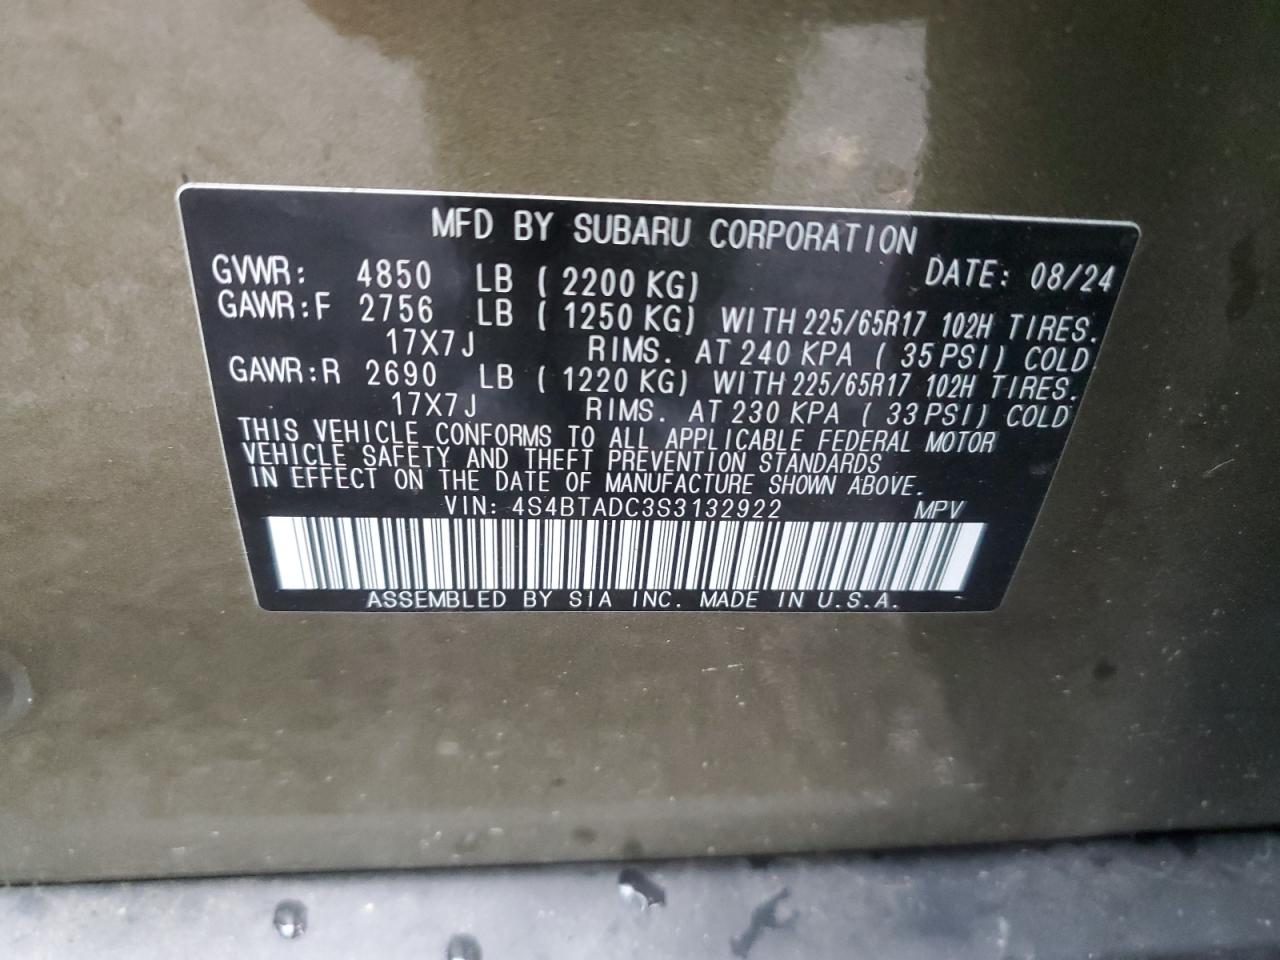 MFD BY SUBARU CORPORATION
GVWR: 4850 LB ( 2200 KG) DATE: 08/24
GAWR:F 2756 LB ( 1250 KG) WITH 225/65R17 102H TIRES.
17X7J RIMS. AT 240 KPA ( 35 PSI) COLD
GAWR:R 2690 LB ( 1220 KG) WITH 225/65R17 102H TIRES.
17X7J RIMS. AT 230 KPA ( 33 PSI) COLD
THIS VEHICLE CONFORMS TO ALL APPLICABLE FEDERAL MOTOR
VEHICLE SAFETY AND THEFT PREVENTION STANDARDS
IN EFFECT ON THE DATE OF MANUFACTURE SHOWN ABOVE.
VIN: 4S4BTADC3S3132922 MPV
ASSEMBLED BY SIA INC. MADE IN U.S.A.